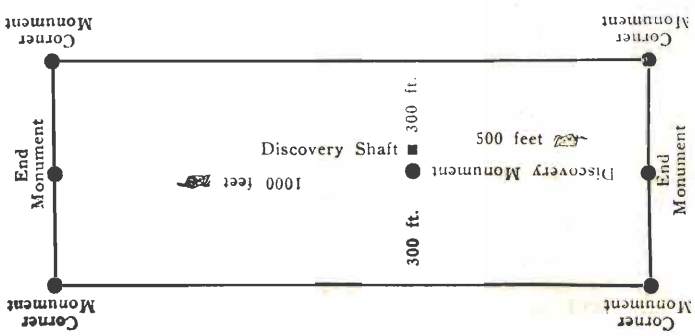 Corner
Monument
Corner
Monument
End
Monument
300 ft.
500 feet
Discovery Shaft
Discovery Monument
1000 feet
End
Monument
300 ft.
Corner
Monument
Corner
Monument